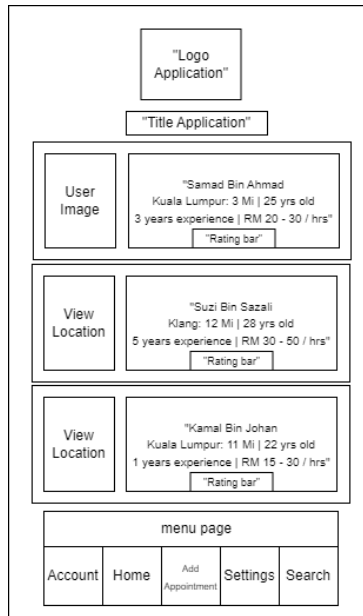 "Logo
Application"
"Title Application"
User
Image
"Samad Bin Ahmad
Kuala Lumpur: 3 Mi | 25 yrs old
3 years experience | RM 20 - 30 / hrs"
"Rating bar"
View
Location
"Suzi Bin Sazali
Klang: 12 Mi | 28 yrs old
5 years experience | RM 30 - 50 / hrs"
"Rating bar"
View
Location
"Kamal Bin Johan
Kuala Lumpur: 11 Mi | 22 yrs old
1 years experience | RM 15 - 30 / hrs"
"Rating bar"
menu page
Account Home Add Appointment Settings Search